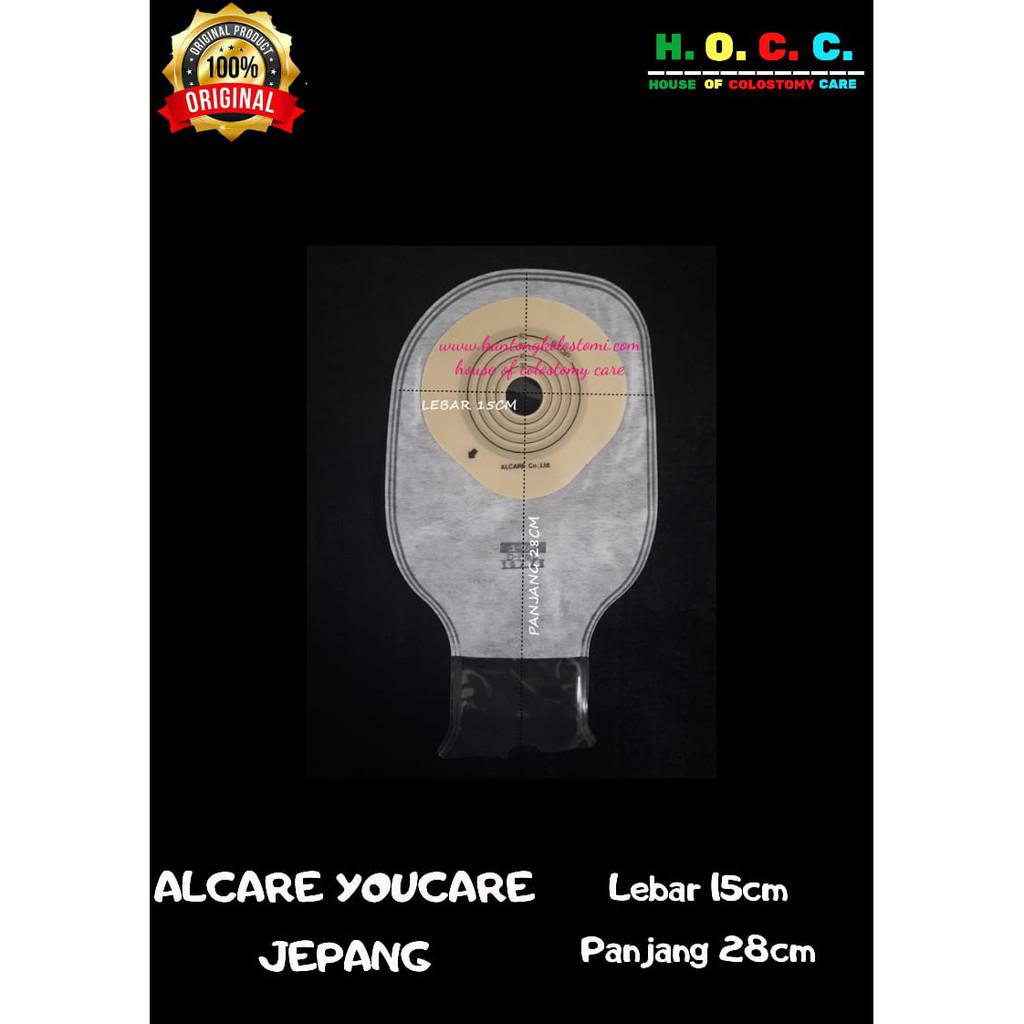 ORIGINAL PRODUCT
100%
ORIGINAL
H. O. C. C.
HOUSE OF COLOSTOMY CARE
www.kantongkolostomi.com
house of colostomy care
LEBAR 15CM
ALCARE Co.,Ltd.
PANJANG 28CM
ALCARE YOUCARE
JEPANG
Lebar 15cm
Panjang 28cm